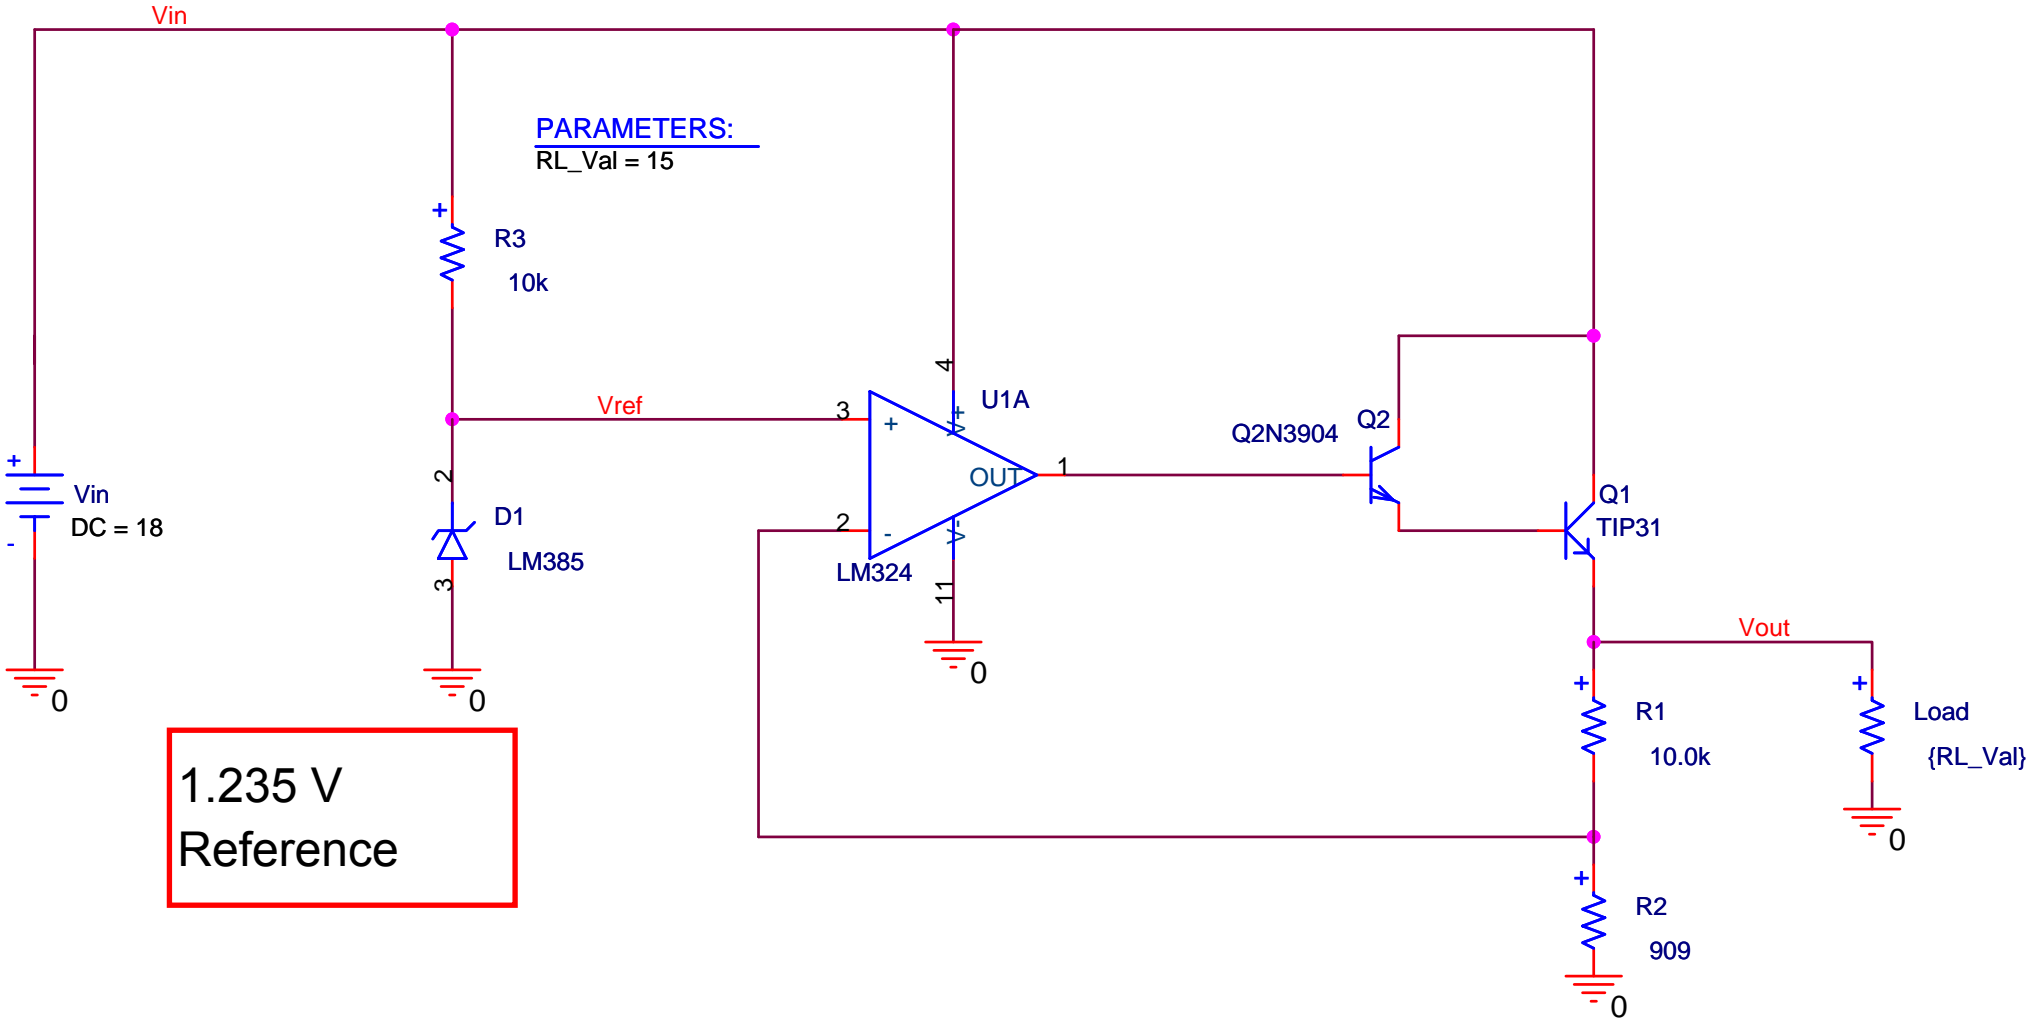 Vin
PARAMETERS:
RL_Val = 15
+
R3
10k
4
U1A
Vref
3
+
V+
Q2
Q2N3904
+
Vin
DC = 18
-
2
D1
LM385
3
OUT
1
Q1
TIP31
2
-
V-
LM324
11
0
Vout
0
0
+
R1
10.0k
+
Load
{RL_Val}
0
1.235 V
Reference
+
R2
909
0